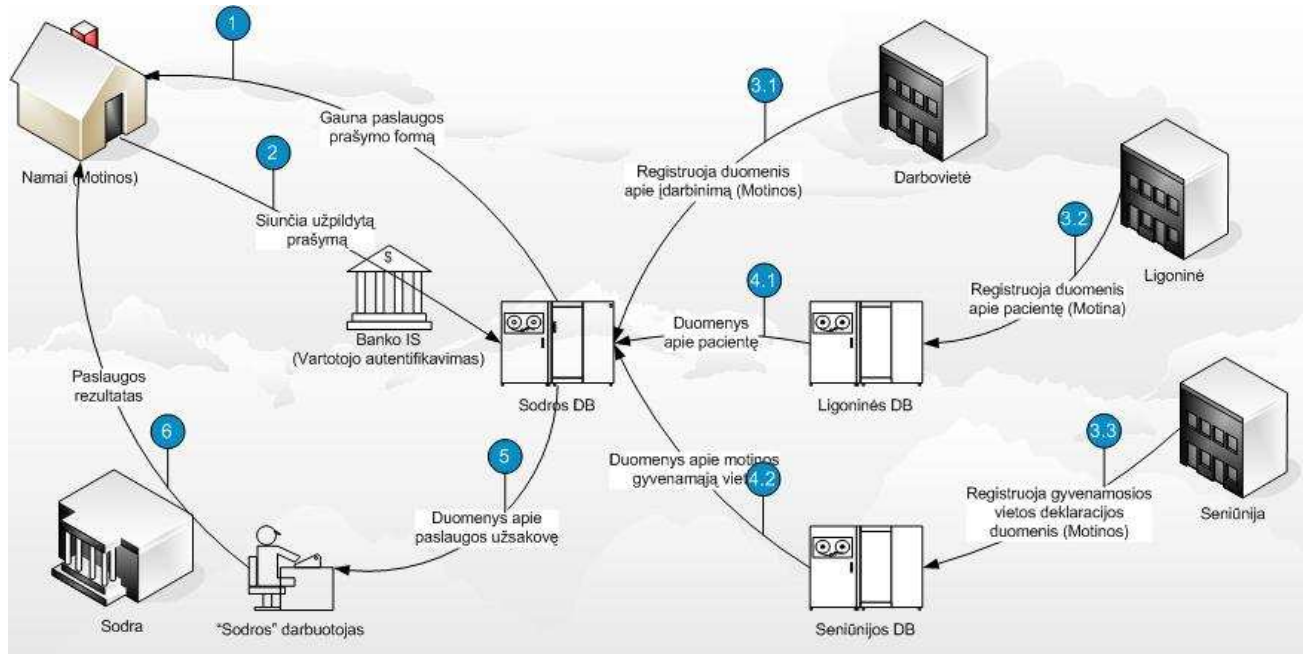 1
Gauna paslaugos
prašymo formą
2
Siunčia užpildytą
prašymą
Namai (Motinos)
$
Banko IS
(Vartotojo autentifikavimas)
3.1
Registruoja duomenis
apie įdarbinimą (Motinos)
Darbovietė
3.2
Registruoja duomenis
apie pacientę (Motina)
Ligoninė
4.1
Duomenys
apie pacientę
Sodros DB
Ligoninės DB
Paslaugos
rezultatas
6
5
Duomenys apie
paslaugos užsakovę
Duomenys apie motinos
gyvenamąją viet
4.2
3.3
Registruoja gyvenamosios
vietos deklaracijos
duomenis (Motinos)
Seniūnija
Sodra
"Sodros" darbuotojas
Seniūnijos DB